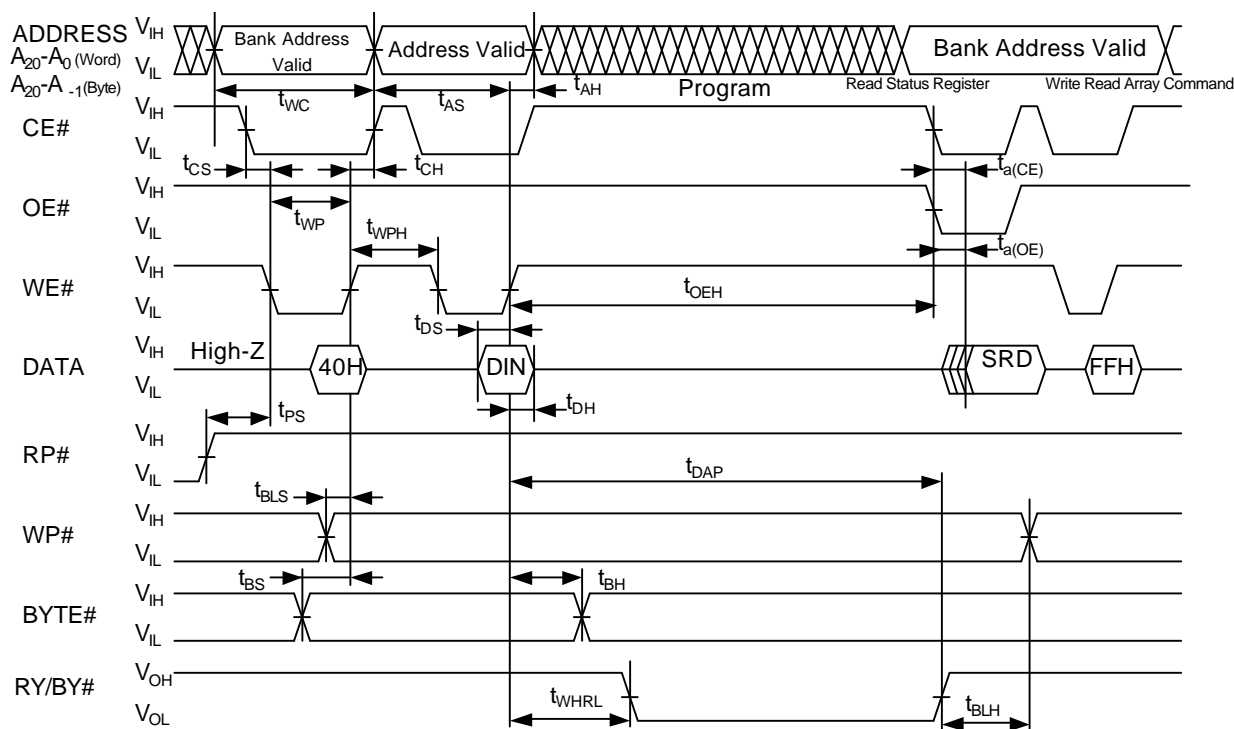 ADDRESS
A20-A0 (Word)
A20-A -1(Byte)
VIH
VIL
Bank Address
Valid
Address Valid
Bank Address Valid
tWC
tAS
tAH
Program
Read Status Register
Write Read Array Command
CE#
VIH
VIL
tCS
tCH
ta(CE)
OE#
VIH
VIL
tWP
tWPH
ta(OE)
WE#
VIH
VIL
tOEH
tDS
DATA
VIH
VIL
High-Z
40H
DIN
SRD
FFH
tPS
tDH
RP#
VIH
VIL
tDAP
tBLS
WP#
VIH
VIL
tBS
tBH
BYTE#
VIH
VIL
RY/BY#
VOH
VOL
tWHRL
tBLH